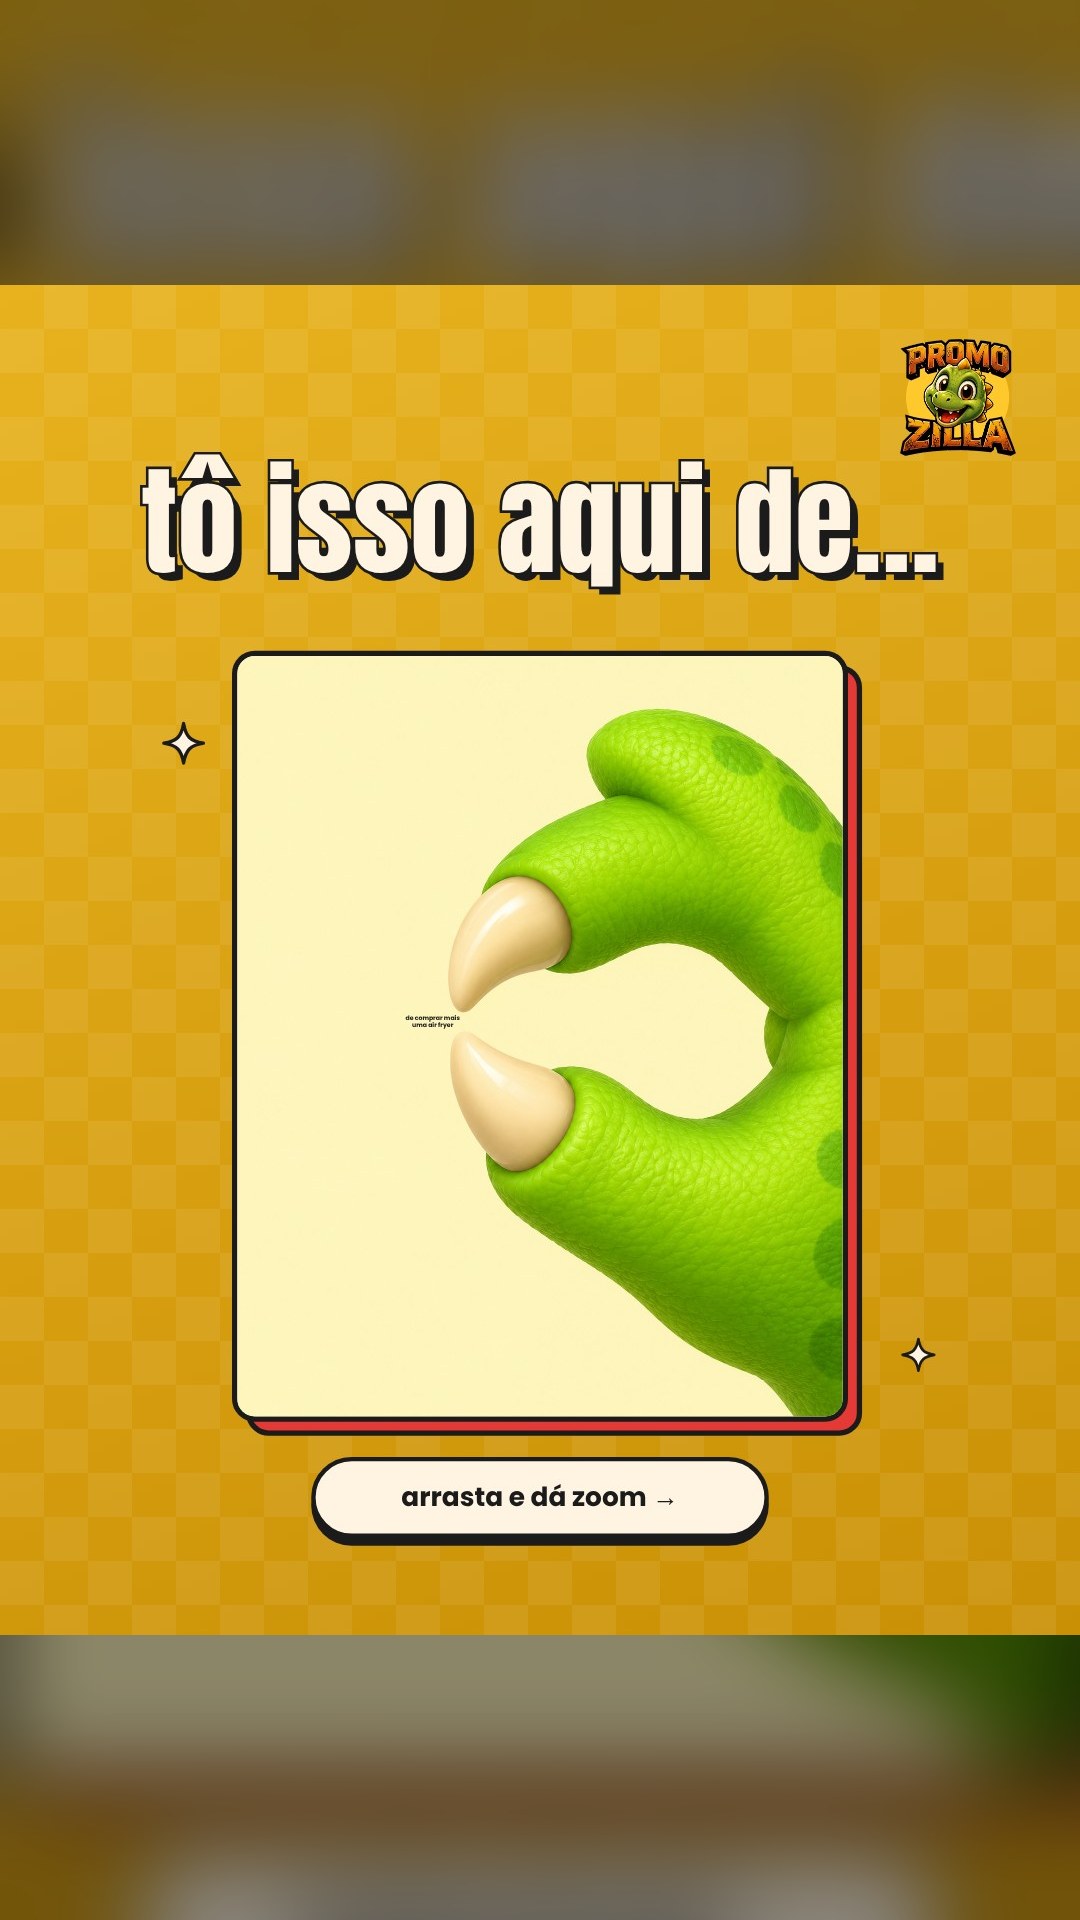 PROMO
ZILLA
tô isso aqui de...
de comprar mais
uma air fryer
arrasta e dá zoom →